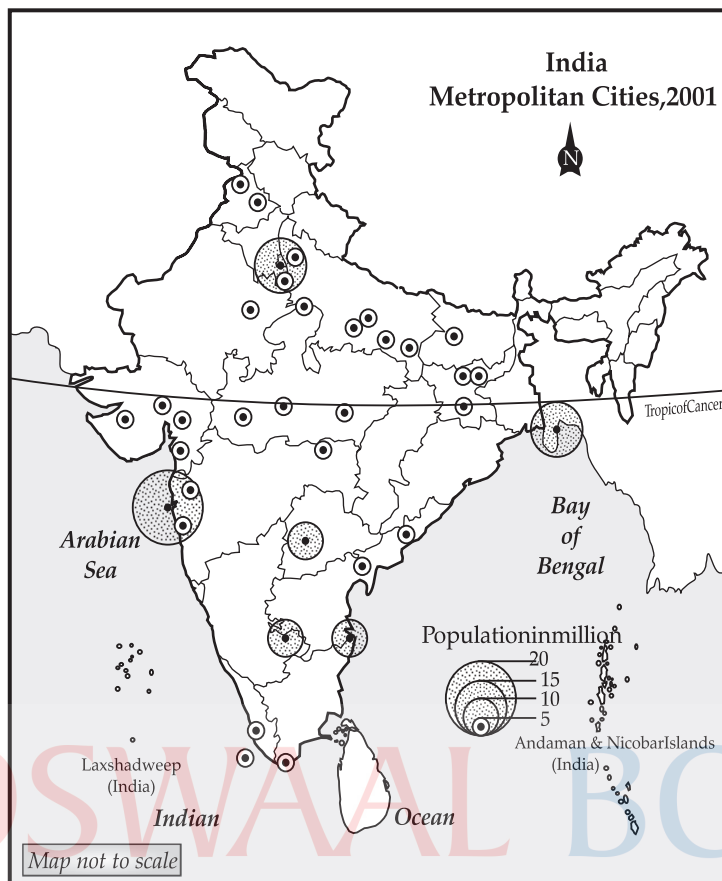 India
Metropolitan Cities,2001
N
TropicofCancer
Arabian
Sea
Bay
of
Bengal
Populationinmillion
20
15
10
5
Laxshadweep
(India)
Andaman & NicobarIslands
(India)
Indian
Ocean
OSWAAL BO
Map not to scale